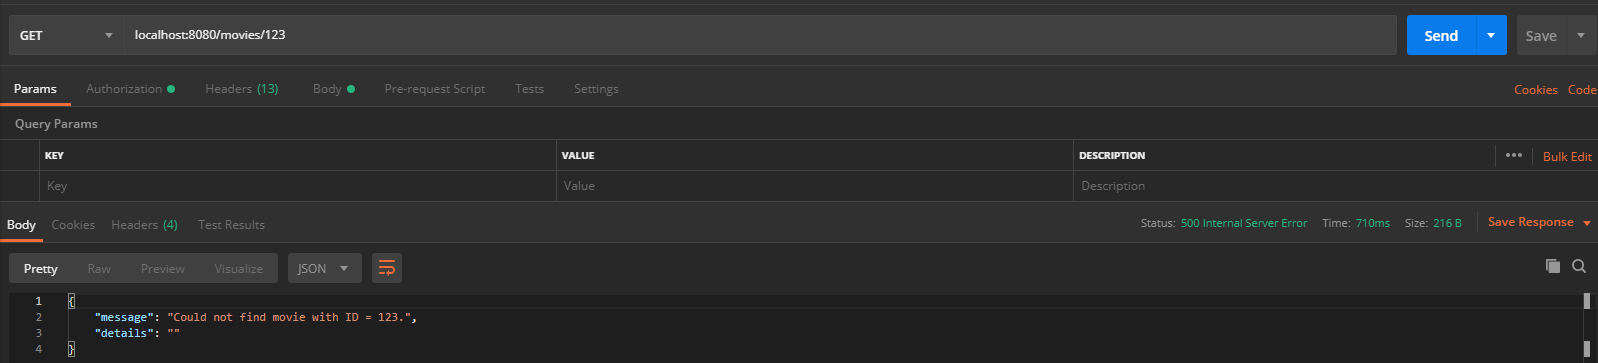 GET localhost:8080/movies/123 Send Save
Params Authorization Headers (13) Body Pre-request Script Tests Settings Cookies Code
Query Params
KEY VALUE DESCRIPTION ••• Bulk Edit
Key Value Description
Body Cookies Headers (4) Test Results Status: 500 Internal Server Error Time: 710ms Size: 216 B Save Response
Pretty Raw Preview Visualize JSON
1 {
2 "message": "Could not find movie with ID = 123.",
3 "details": ""
4 }